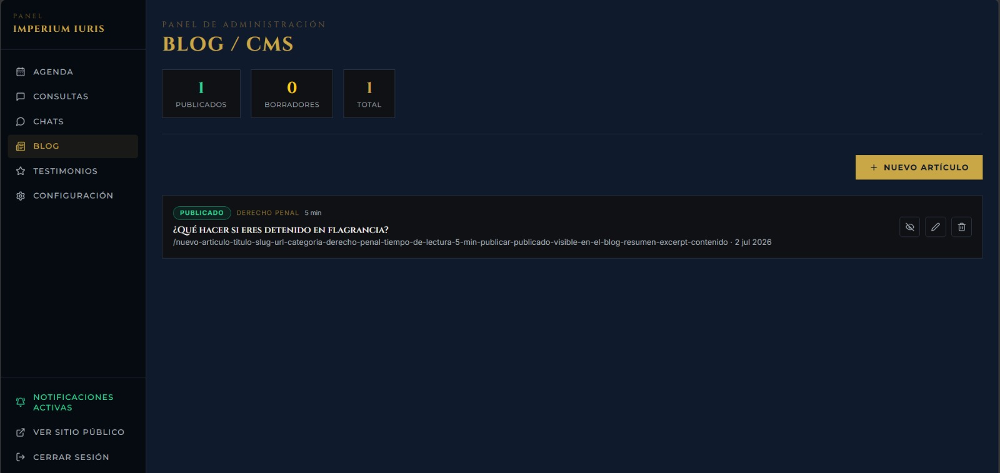 PANEL
IMPERIUM IURIS
AGENDA
CONSULTAS
CHATS
BLOG
TESTIMONIOS
CONFIGURACIÓN
NOTIFICACIONES
ACTIVAS
VER SITIO PÚBLICO
CERRAR SESIÓN
PANEL DE ADMINISTRACIÓN
BLOG / CMS
1
PUBLICADOS
0
BORRADORES
1
TOTAL
+ NUEVO ARTÍCULO
PUBLICADO DERECHO PENAL 5 min
¿QUÉ HACER SI ERES DETENIDO EN FLAGRANCIA?
/nuevo-articulo-titulo-slug-url-categoria-derecho-penal-tiempo-de-lectura-5-min-publicar-publicado-visible-en-el-blog-resumen-excerpt-contenido · 2 jul 2026